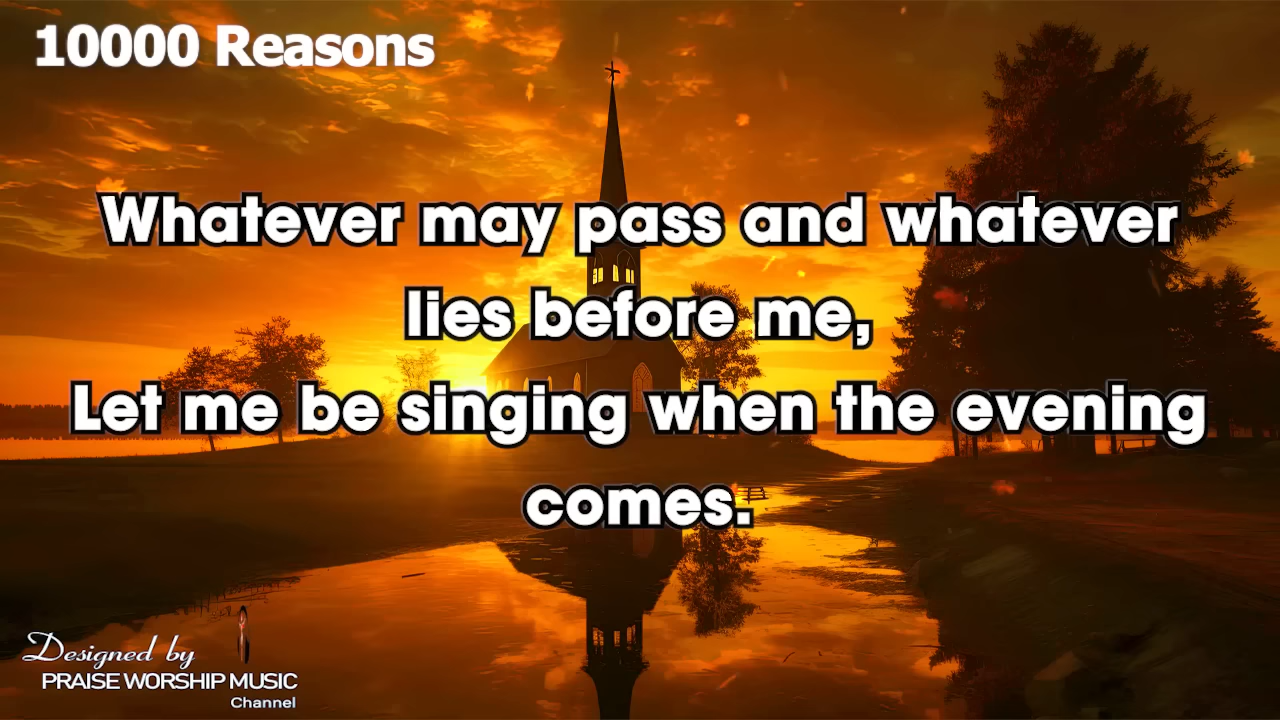 10000 Reasons
Whatever may pass and whatever
lies before me,
Let me be singing when the evening
comes.
Designed by
PRAISE WORSHIP MUSIC
Channel